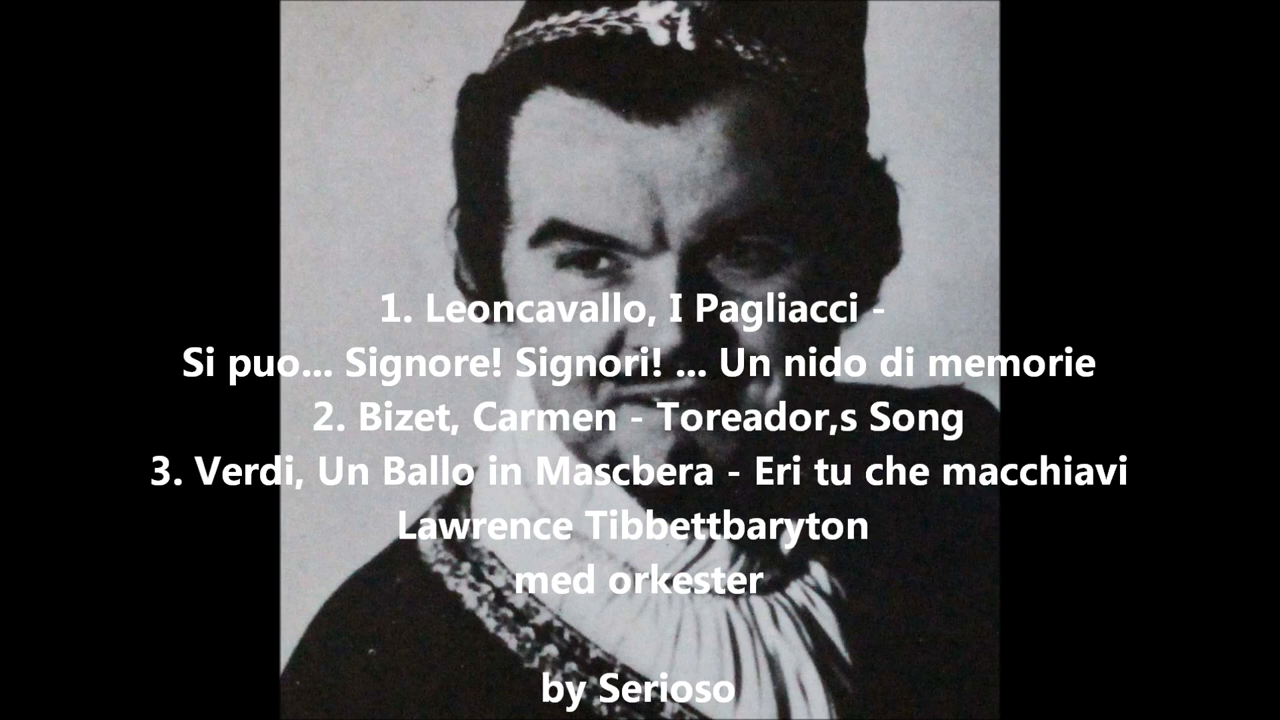 1. Leoncavallo, I Pagliacci -
Si puo... Signore! Signori! ... Un nido di memorie
2. Bizet, Carmen - Toreador,s Song
3. Verdi, Un Ballo in Mascbera - Eri tu che macchiavi
Lawrence Tibbettbaryton
med orkester
by Serioso